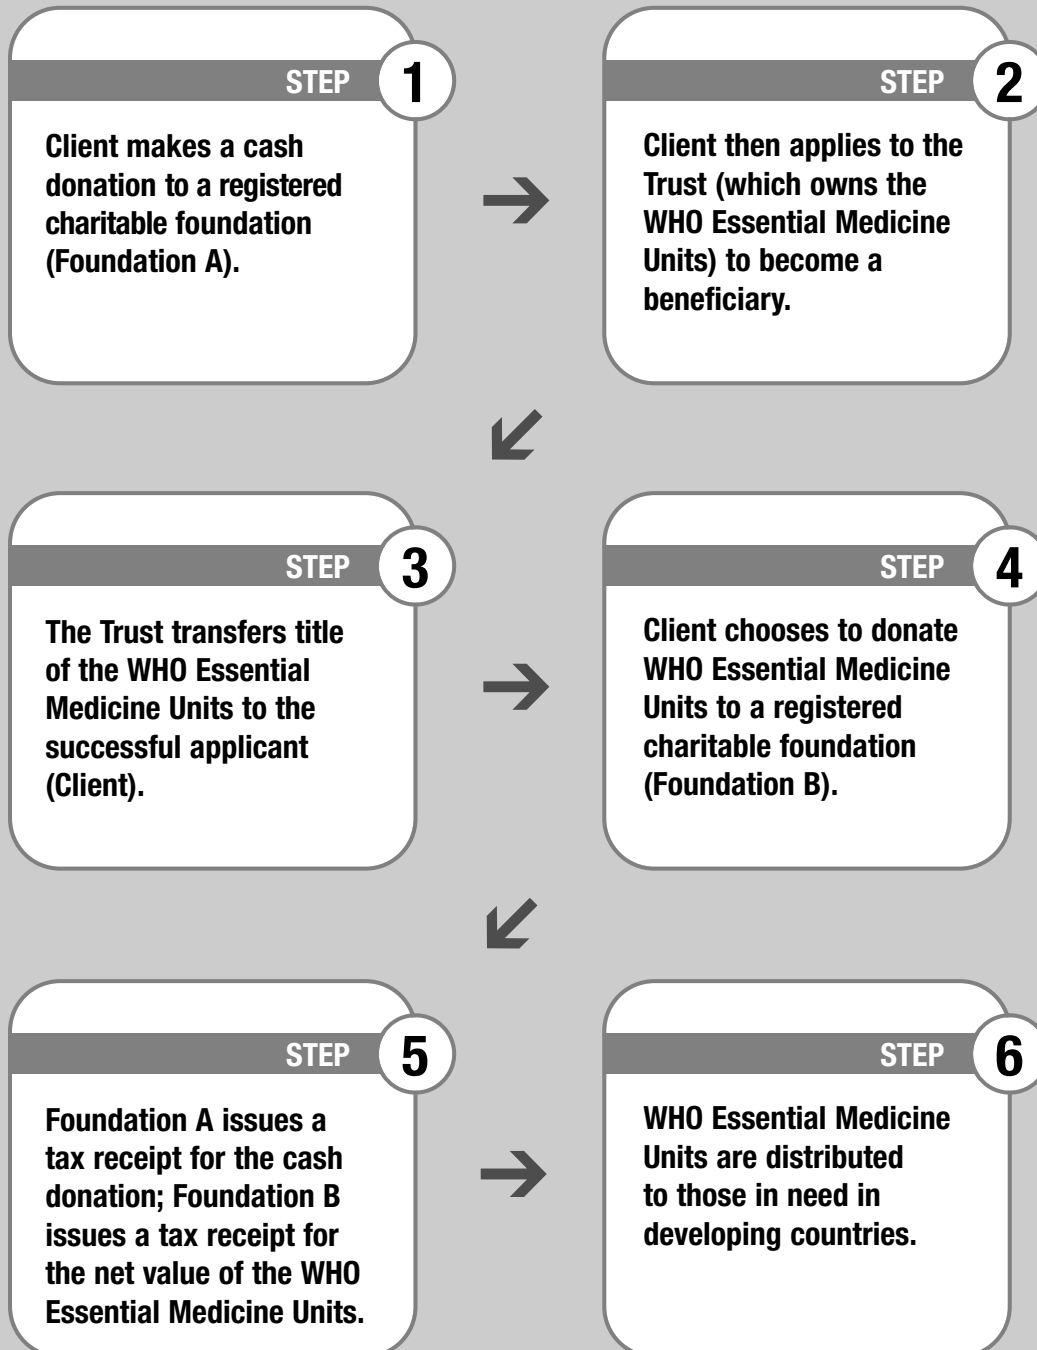 STEP 1
Client makes a cash
donation to a registered
charitable foundation
(Foundation A).
STEP 2
Client then applies to the
Trust (which owns the
WHO Essential Medicine
Units) to become a
beneficiary.
STEP 3
The Trust transfers title
of the WHO Essential
Medicine Units to the
successful applicant
(Client).
STEP 4
Client chooses to donate
WHO Essential Medicine
Units to a registered
charitable foundation
(Foundation B).
STEP 5
Foundation A issues a
tax receipt for the cash
donation; Foundation B
issues a tax receipt for
the net value of the WHO
Essential Medicine Units.
STEP 6
WHO Essential Medicine
Units are distributed
to those in need in
developing countries.